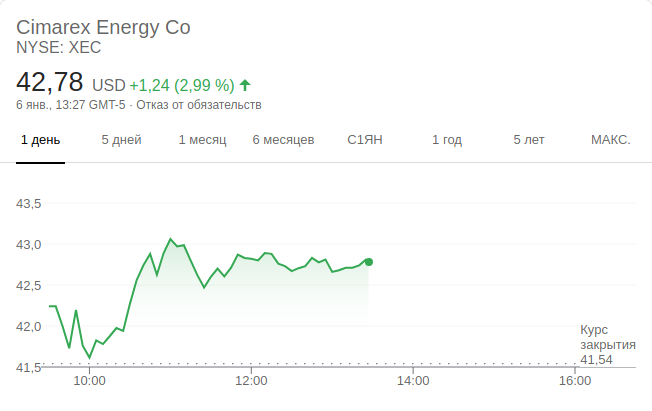 Cimarex Energy Co
NYSE: XEC
42,78 USD +1,24 (2,99 %)
6 янв., 13:27 GMT-5 · Отказ от обязательств
1 день 5 дней 1 месяц 6 месяцев С1ЯН 1 год 5 лет МАКС.
43,5
43,0
42,5
42,0
Курс
закрытия
41,54
41,5
10:00 12:00 14:00 16:00